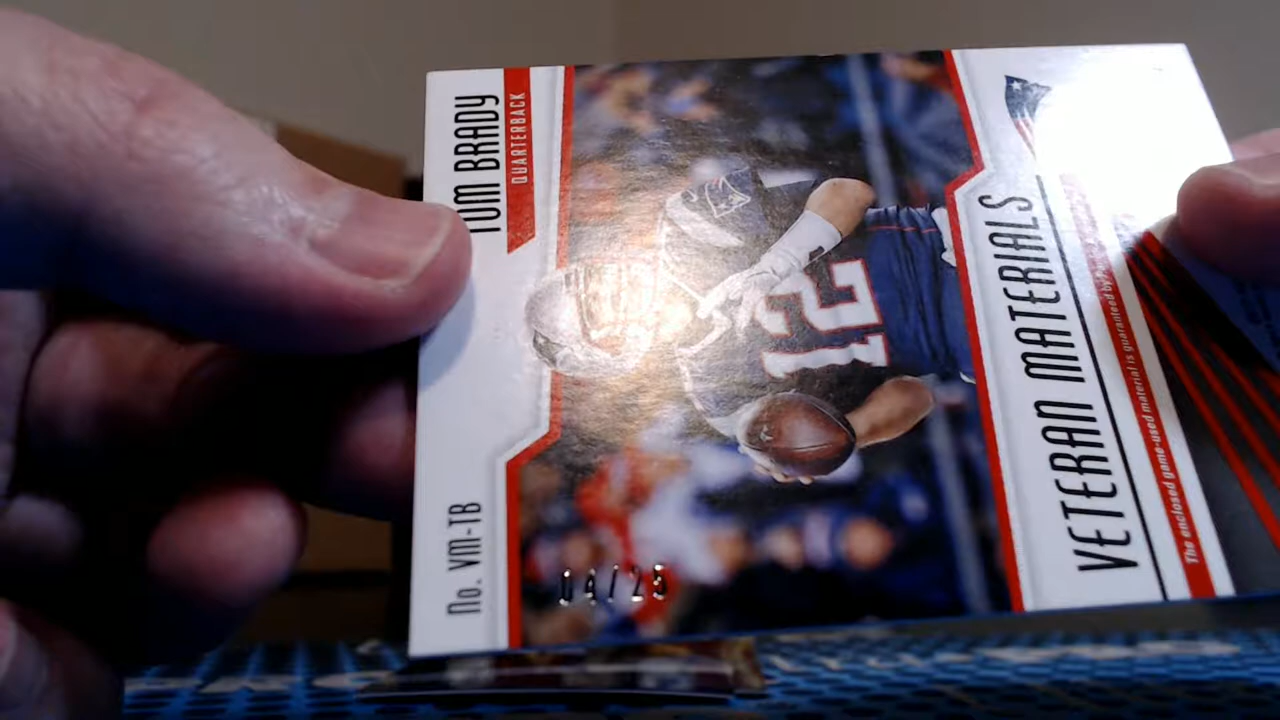 No. VM-TB
TOM BRADY
QUARTERBACK
12
04/25
VETERAN MATERIALS
The enclosed game-used material is guaranteed by